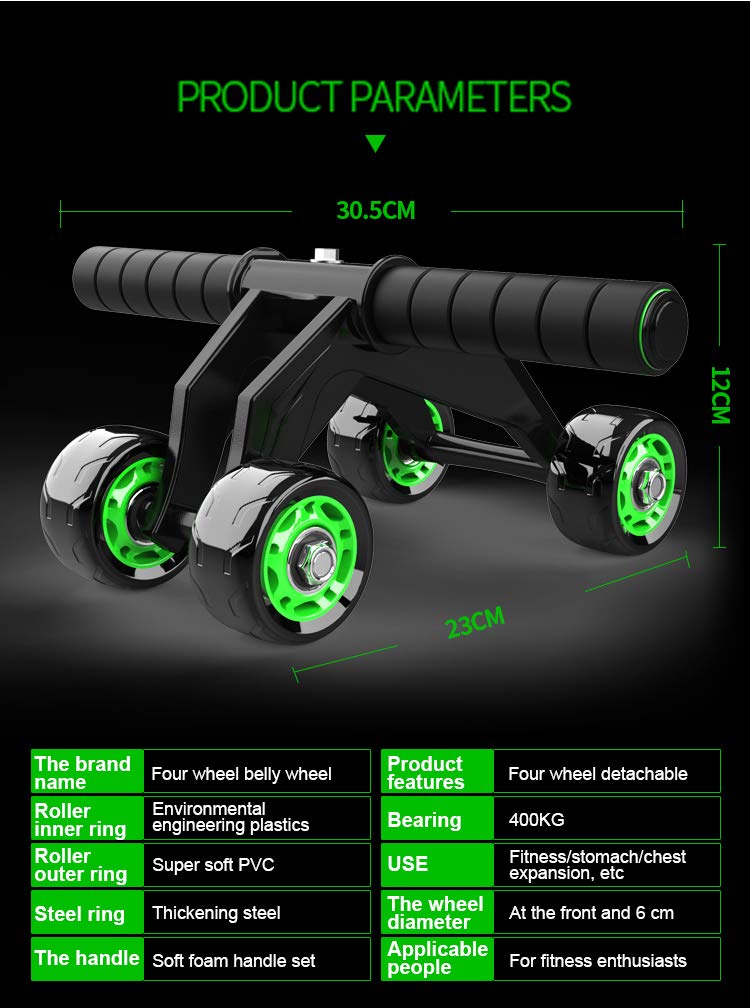 PRODUCT PARAMETERS
30.5CM
12CM
23CM
The brand
name
Four wheel belly wheel
Product
features
Four wheel detachable
Roller
inner ring
Environmental
engineering plastics
Bearing
400KG
Roller
outer ring
Super soft PVC
USE
Fitness/stomach/chest
expansion, etc
Steel ring
Thickening steel
The wheel
diameter
At the front and 6 cm
The handle
Soft foam handle set
Applicable
people
For fitness enthusiasts